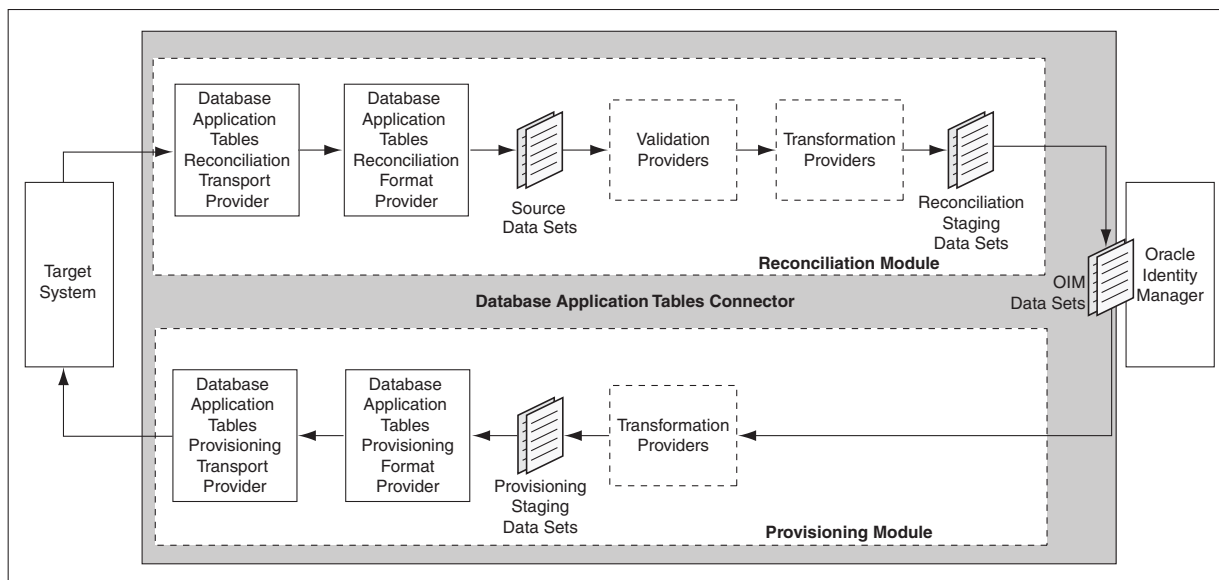 Target
System
Database
Application
Tables
Reconciliation
Transport
Provider
Database
Application
Tables
Reconciliation
Format
Provider
Source
Data Sets
Validation
Providers
Transformation
Providers
Reconciliation
Staging
Data Sets
Reconciliation Module
Database Application Tables Connector
OIM
Data Sets
Oracle
Identity
Manager
Database
Application
Tables
Provisioning
Transport
Provider
Database
Application
Tables
Provisioning
Format
Provider
Provisioning
Staging
Data Sets
Transformation
Providers
Provisioning Module